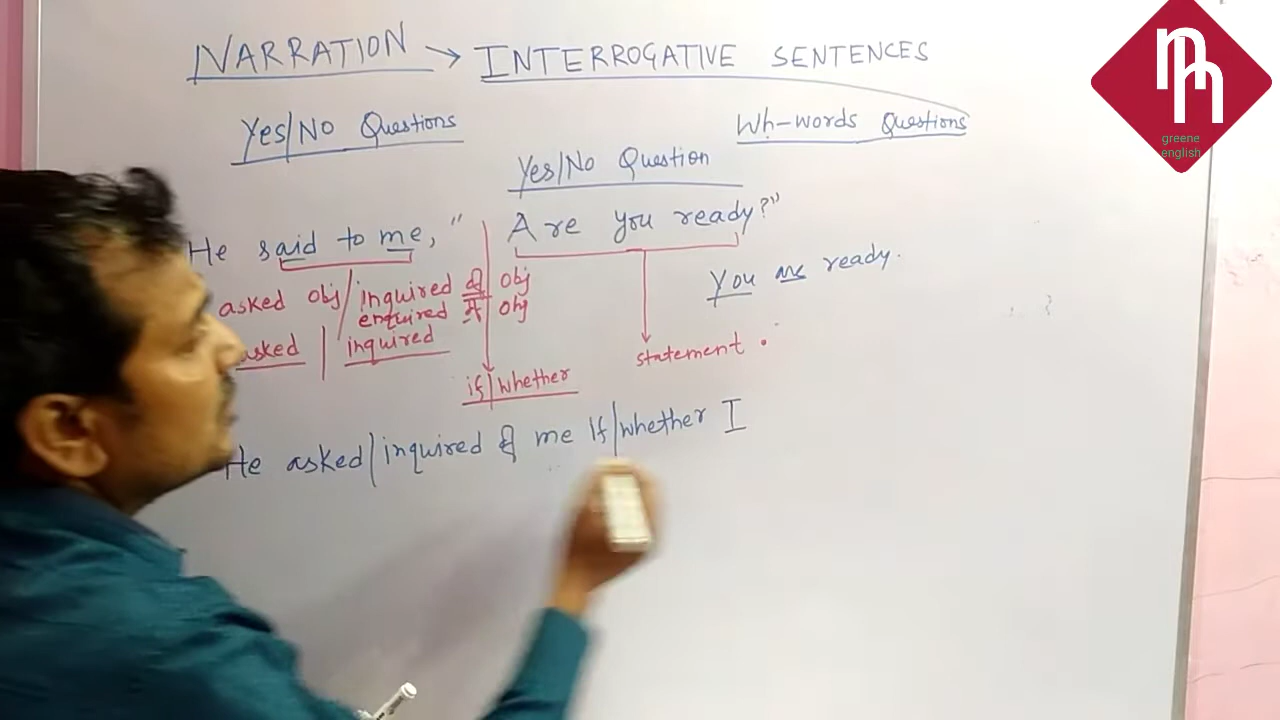 NARRATION → INTERROGATIVE SENTENCES
Yes/No Questions
Wh-words Questions
Yes/No Question
He said to me, " Are you ready?"
You are ready.
asked obj/inquired of obj
enquired of obj
asked | inquired
statement .
if/whether
He asked/inquired of me If/whether I
greene
english